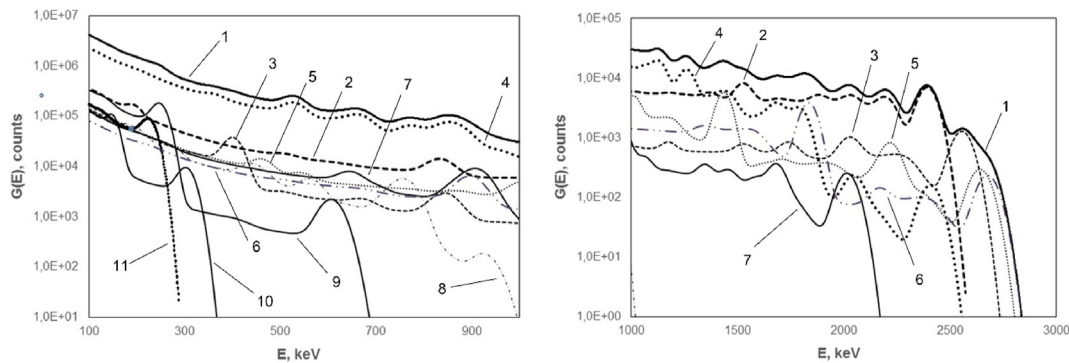 1,0E+07
1,0E+06
1,0E+05
1,0E+04
1,0E+03
1,0E+02
1,0E+01
G(E), counts
100 300 500 700 900
E, keV
1
3
5
2
7
4
6
11
10
9
8
1,0E+05
1,0E+04
1,0E+03
1,0E+02
1,0E+01
1,0E+00
G(E), counts
1000 1500 2000 2500 3000
E, keV
4
2
3
5
1
7
6